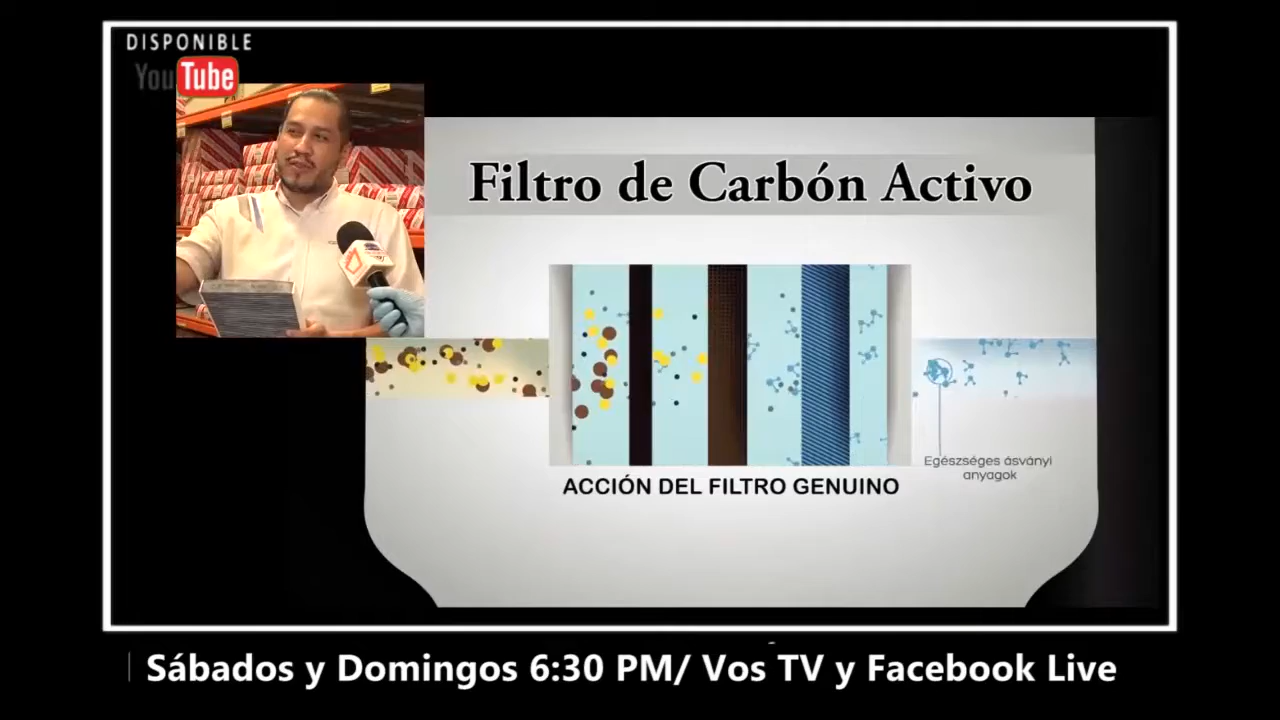 DISPONIBLE
YouTube
Filtro de Carbón Activo
Egészséges ásványi
anyagok
ACCIÓN DEL FILTRO GENUINO
Sábados y Domingos 6:30 PM/ Vos TV y Facebook Live